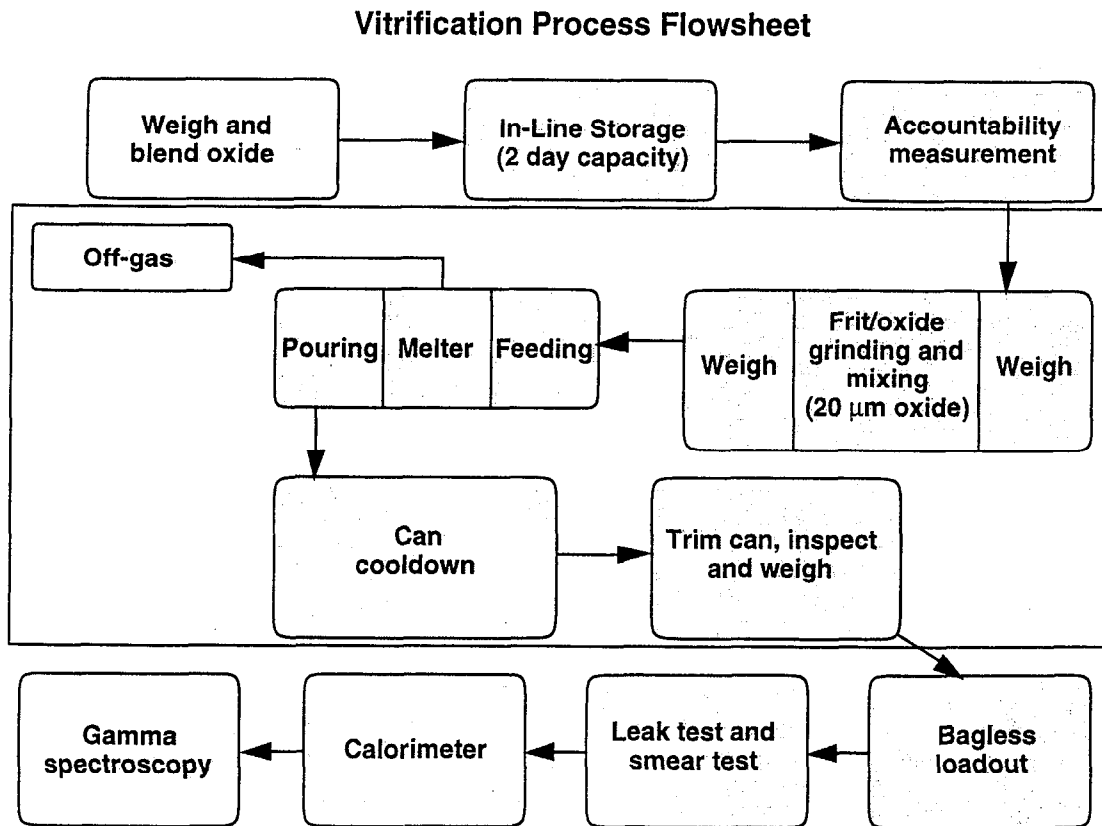 Vitrification Process Flowsheet
Weigh and
blend oxide
In-Line Storage
(2 day capacity)
Accountability
measurement
Off-gas
Pouring
Melter
Feeding
Weigh
Frit/oxide
grinding and
mixing
(20 μm oxide)
Weigh
Can
cooldown
Trim can, inspect
and weigh
Gamma
spectroscopy
Calorimeter
Leak test and
smear test
Bagless
loadout